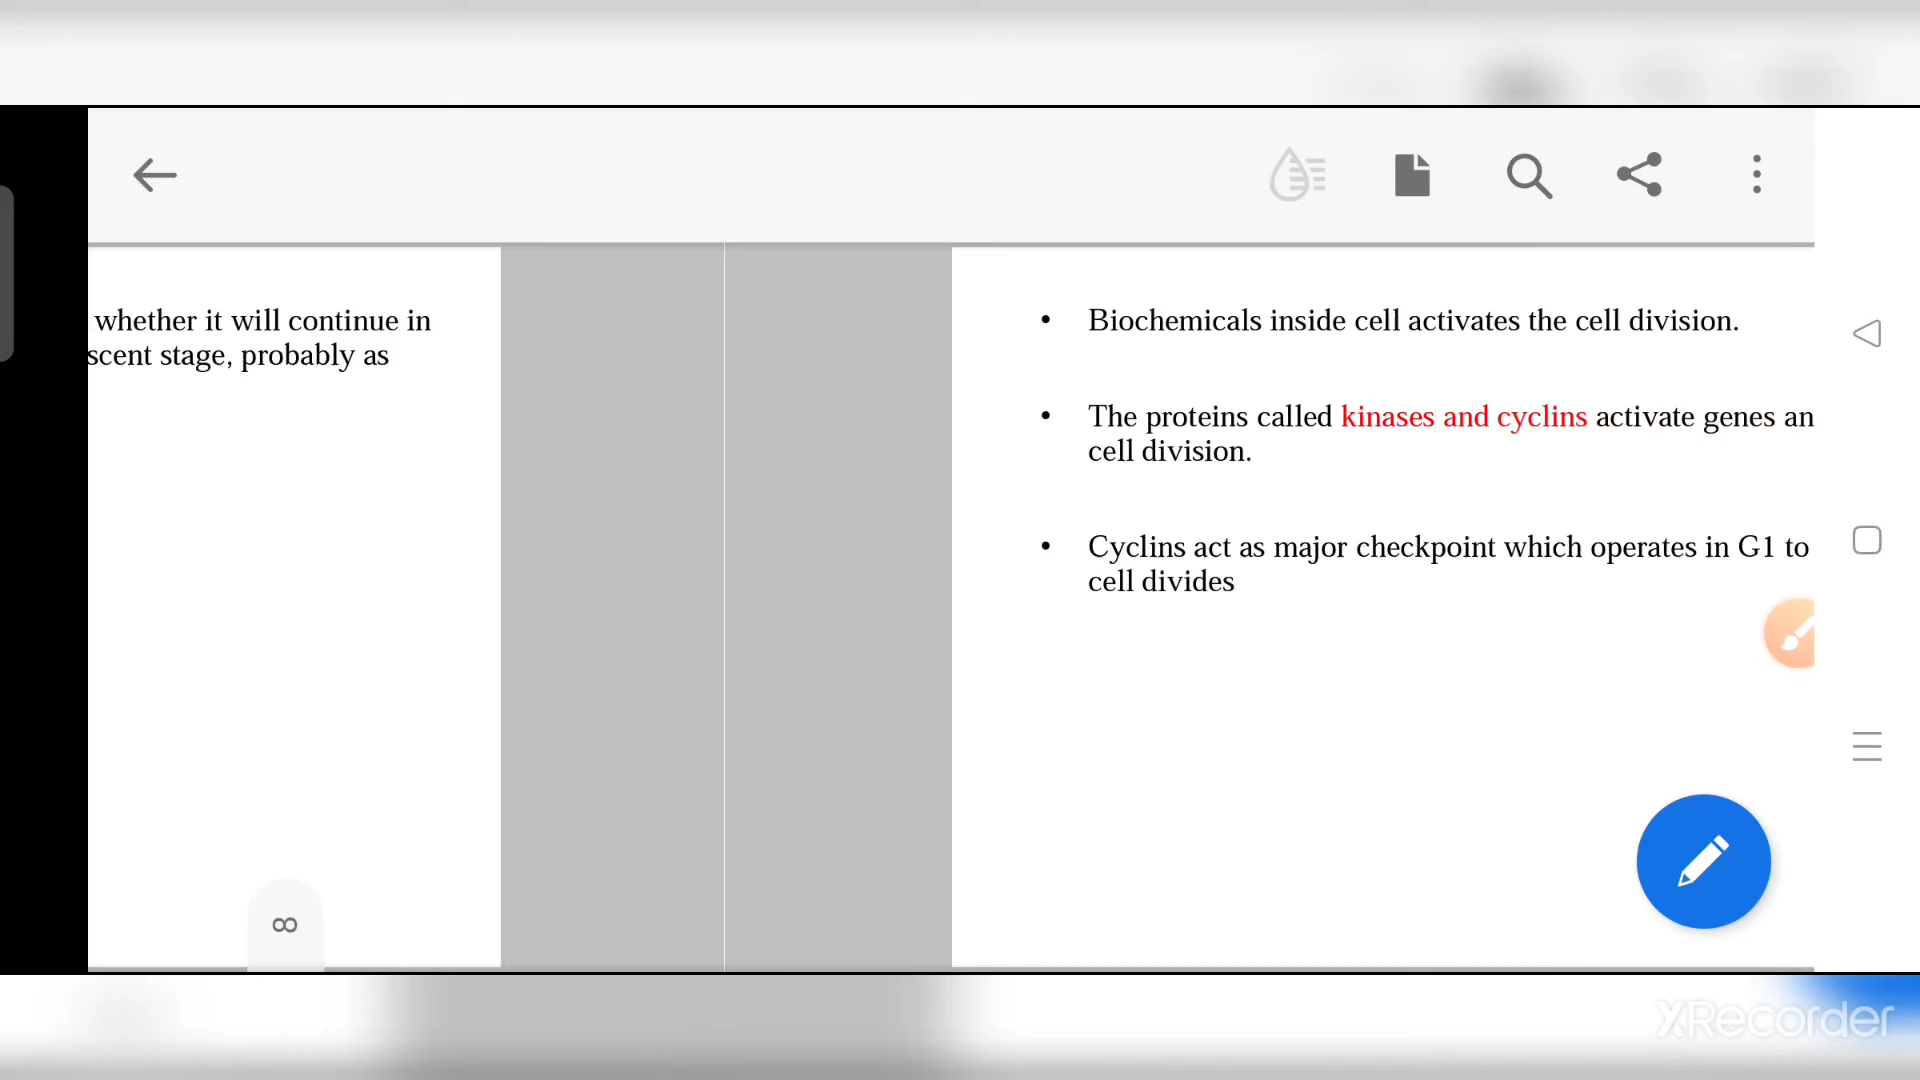 whether it will continue in
scent stage, probably as
• Biochemicals inside cell activates the cell division.
• The proteins called kinases and cyclins activate genes an
cell division.
• Cyclins act as major checkpoint which operates in G1 to
cell divides
8
XRecorder